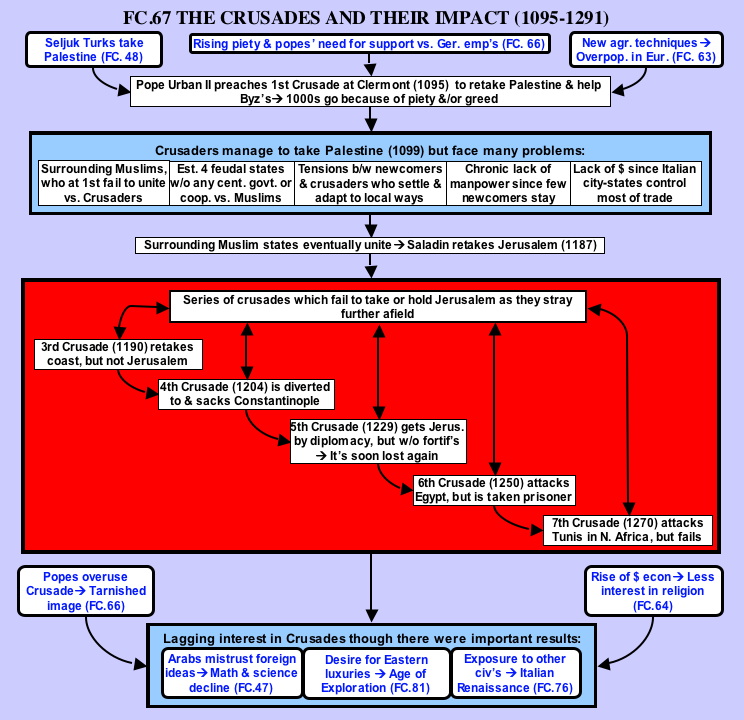 FC.67 THE CRUSADES AND THEIR IMPACT (1095-1291)
Seljuk Turks take
Palestine (FC. 48)
Rising piety & popes' need for support vs. Ger. emp's (FC. 66)
New agr. techniques→
Overpop. in Eur. (FC. 63)
Pope Urban II preaches 1st Crusade at Clermont (1095) to retake Palestine & help
Byz's→ 1000s go because of piety &/or greed
Crusaders manage to take Palestine (1099) but face many problems:
Surrounding Muslims,
who at 1st fail to unite
vs. Crusaders
Est. 4 feudal states
w/o any cent. govt. or
coop. vs. Muslims
Tensions b/w newcomers
& crusaders who settle &
adapt to local ways
Chronic lack of
manpower since few
newcomers stay
Lack of $ since Italian
city-states control
most of trade
Surrounding Muslim states eventually unite→Saladin retakes Jerusalem (1187)
Series of crusades which fail to take or hold Jerusalem as they stray
further afield
3rd Crusade (1190) retakes
coast, but not Jerusalem
4th Crusade (1204) is diverted
to & sacks Constantinople
5th Crusade (1229) gets Jerus.
by diplomacy, but w/o fortif's
→ It's soon lost again
6th Crusade (1250) attacks
Egypt, but is taken prisoner
7th Crusade (1270) attacks
Tunis in N. Africa, but fails
Popes overuse
Crusade→ Tarnished
image (FC.66)
Rise of $ econ→ Less
interest in religion
(FC.64)
Lagging interest in Crusades though there were important results:
Arabs mistrust foreign
ideas→Math & science
decline (FC.47)
Desire for Eastern
luxuries → Age of
Exploration (FC.81)
Exposure to other
civ's → Italian
Renaissance (FC.76)